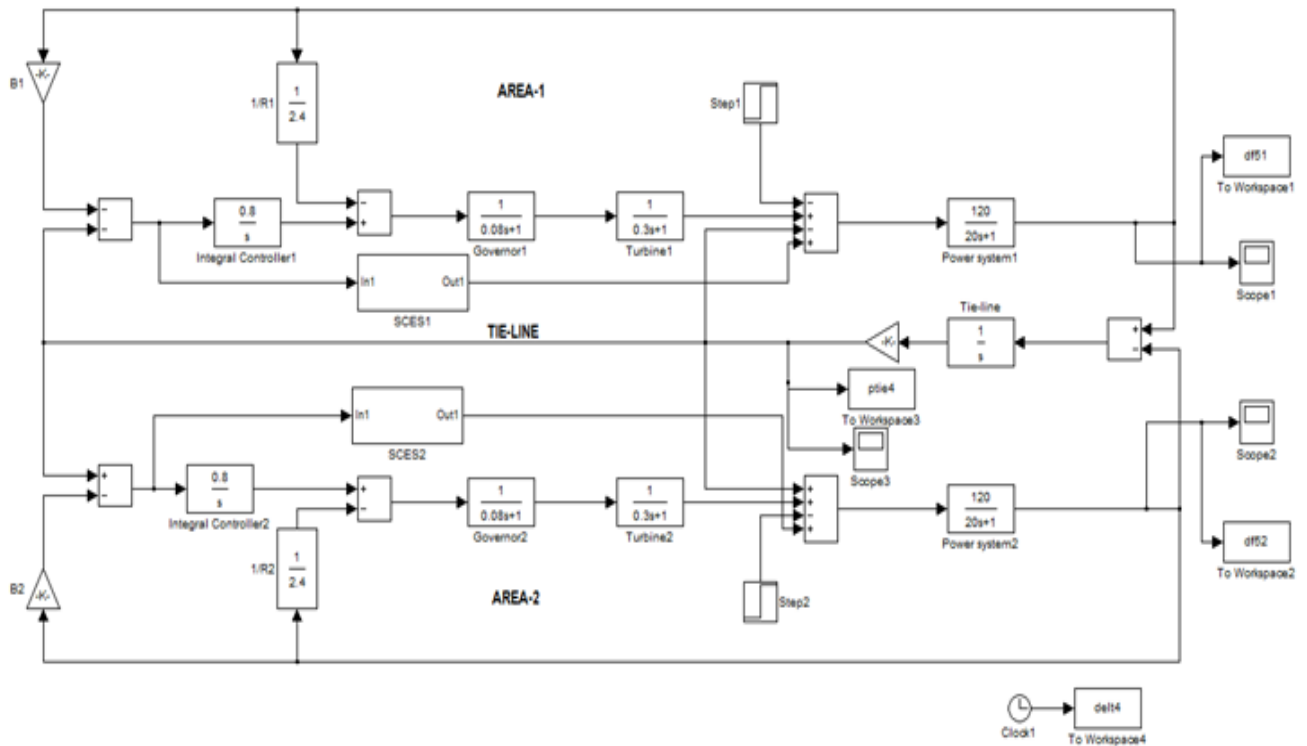 B1
-K-
1/R1
1
2.4
AREA-1
Step1
df51
To Workspace1
−
−
0.8
s
Integral Controller1
−
+
1
0.08s+1
Governor1
1
0.3s+1
Turbine1
−
+
−
+
120
20s+1
Power system1
Scope1
In1
Out1
SCES1
TIE-LINE
-K-
Tie-line
1
s
+
−
ptie4
To Workspace3
Scope3
In1
Out1
SCES2
Scope2
+
−
0.8
s
Integral Controller2
+
−
1
0.08s+1
Governor2
1
0.3s+1
Turbine2
+
+
−
+
120
20s+1
Power system2
df52
To Workspace2
B2
-K-
1/R2
1
2.4
AREA-2
Step2
Clock1
delt4
To Workspace4